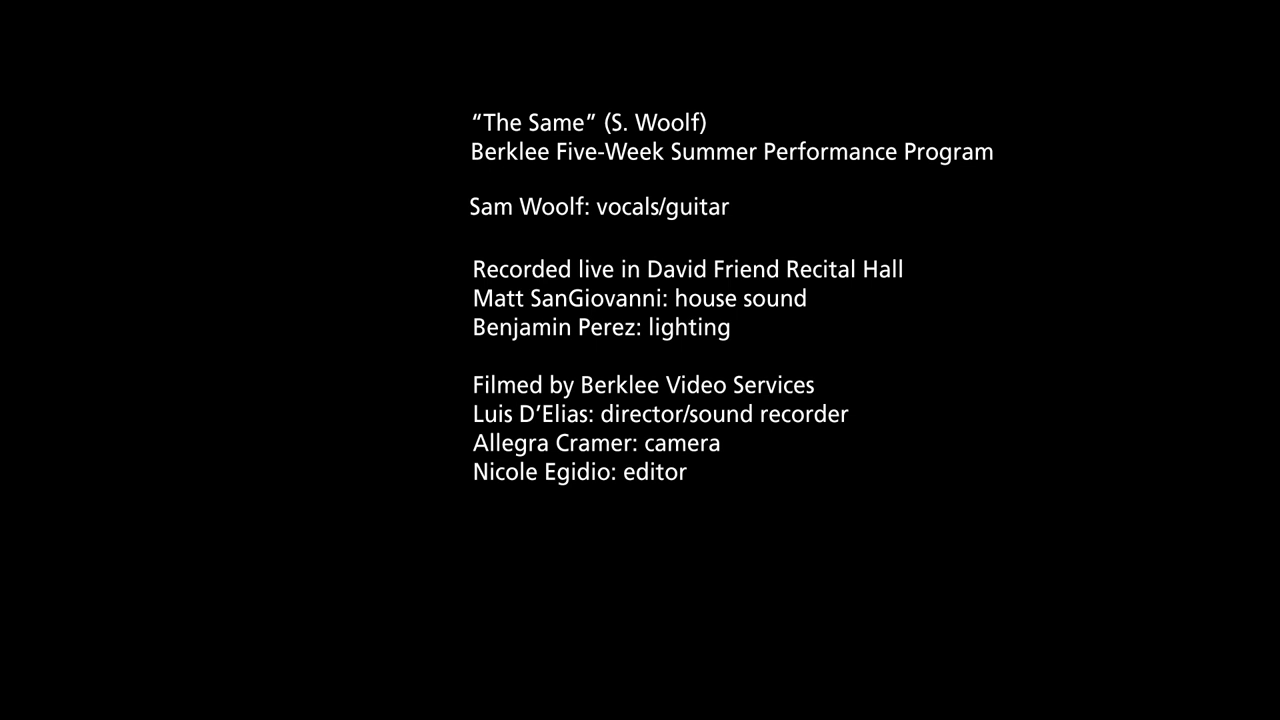 “The Same” (S. Woolf)
Berklee Five-Week Summer Performance Program
Sam Woolf: vocals/guitar
Recorded live in David Friend Recital Hall
Matt SanGiovanni: house sound
Benjamin Perez: lighting
Filmed by Berklee Video Services
Luis D’Elias: director/sound recorder
Allegra Cramer: camera
Nicole Egidio: editor